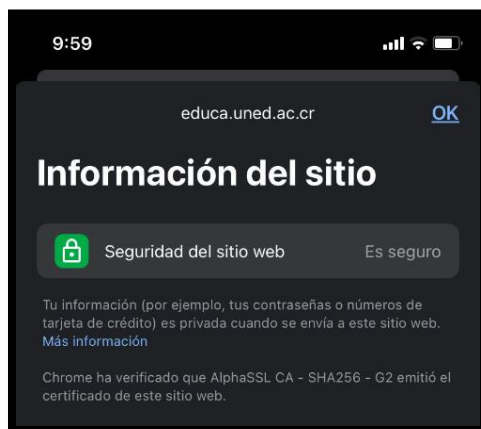 9:59
educa.uned.ac.cr OK
Información del sitio
Seguridad del sitio web Es seguro
Tu información (por ejemplo, tus contraseñas o números de
tarjeta de crédito) es privada cuando se envía a este sitio web.
Más información
Chrome ha verificado que AlphaSSL CA - SHA256 - G2 emitió el
certificado de este sitio web.